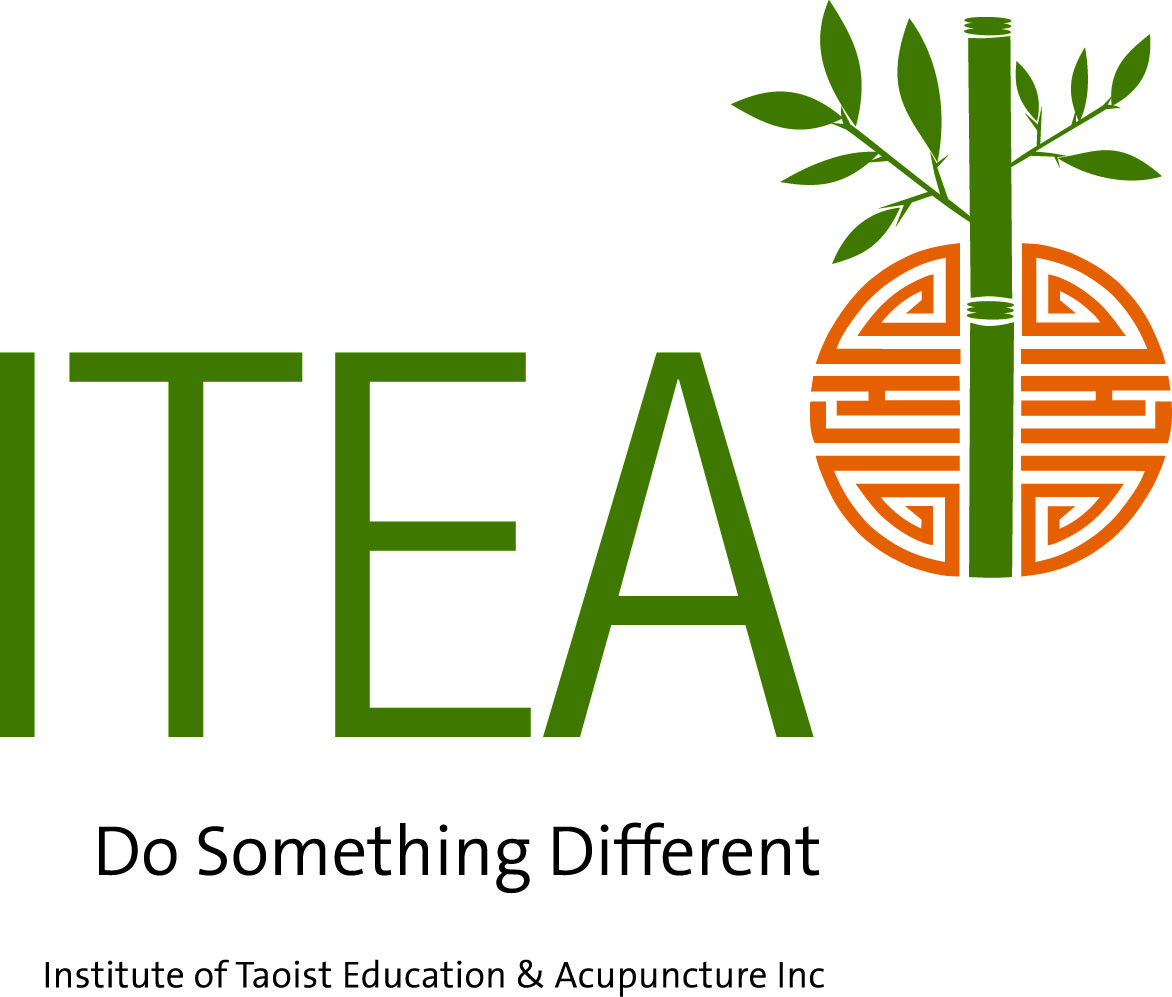 ITEA
Do Something Different
Institute of Taoist Education & Acupuncture Inc